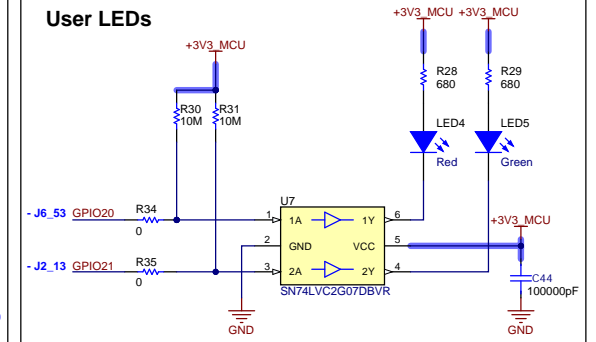 User LEDs
+3V3_MCU
+3V3_MCU
+3V3_MCU
R28
680
R29
680
R30
10M
R31
10M
LED4
Red
LED5
Green
- J6_53 GPIO20
R34
0
- J2_13 GPIO21
R35
0
U7
1 1A 1Y 6
2 GND VCC 5
3 2A 2Y 4
SN74LVC2G07DBVR
+3V3_MCU
C44
100000pF
GND
GND